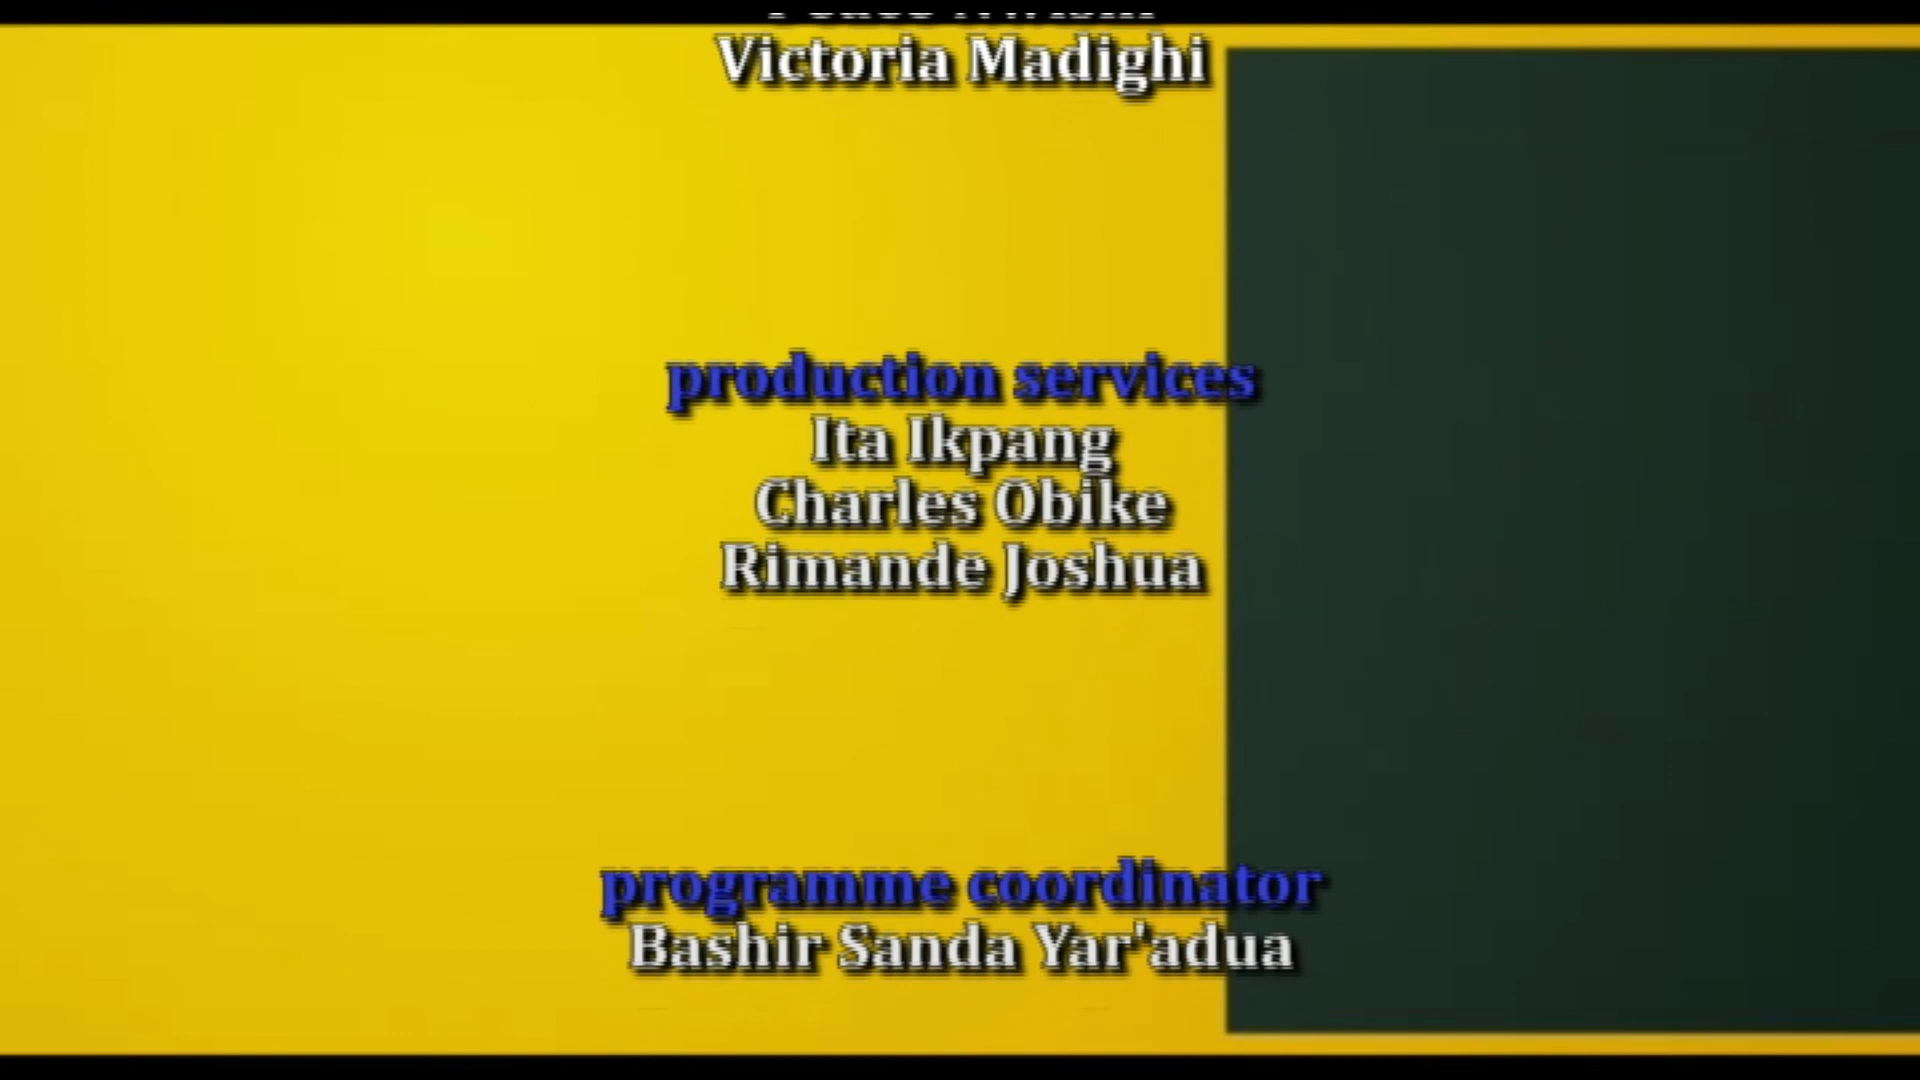 Victoria Madighi
production services
Ita Ikpang
Charles Obike
Rimande Joshua
programme coordinator
Bashir Sanda Yar'adua